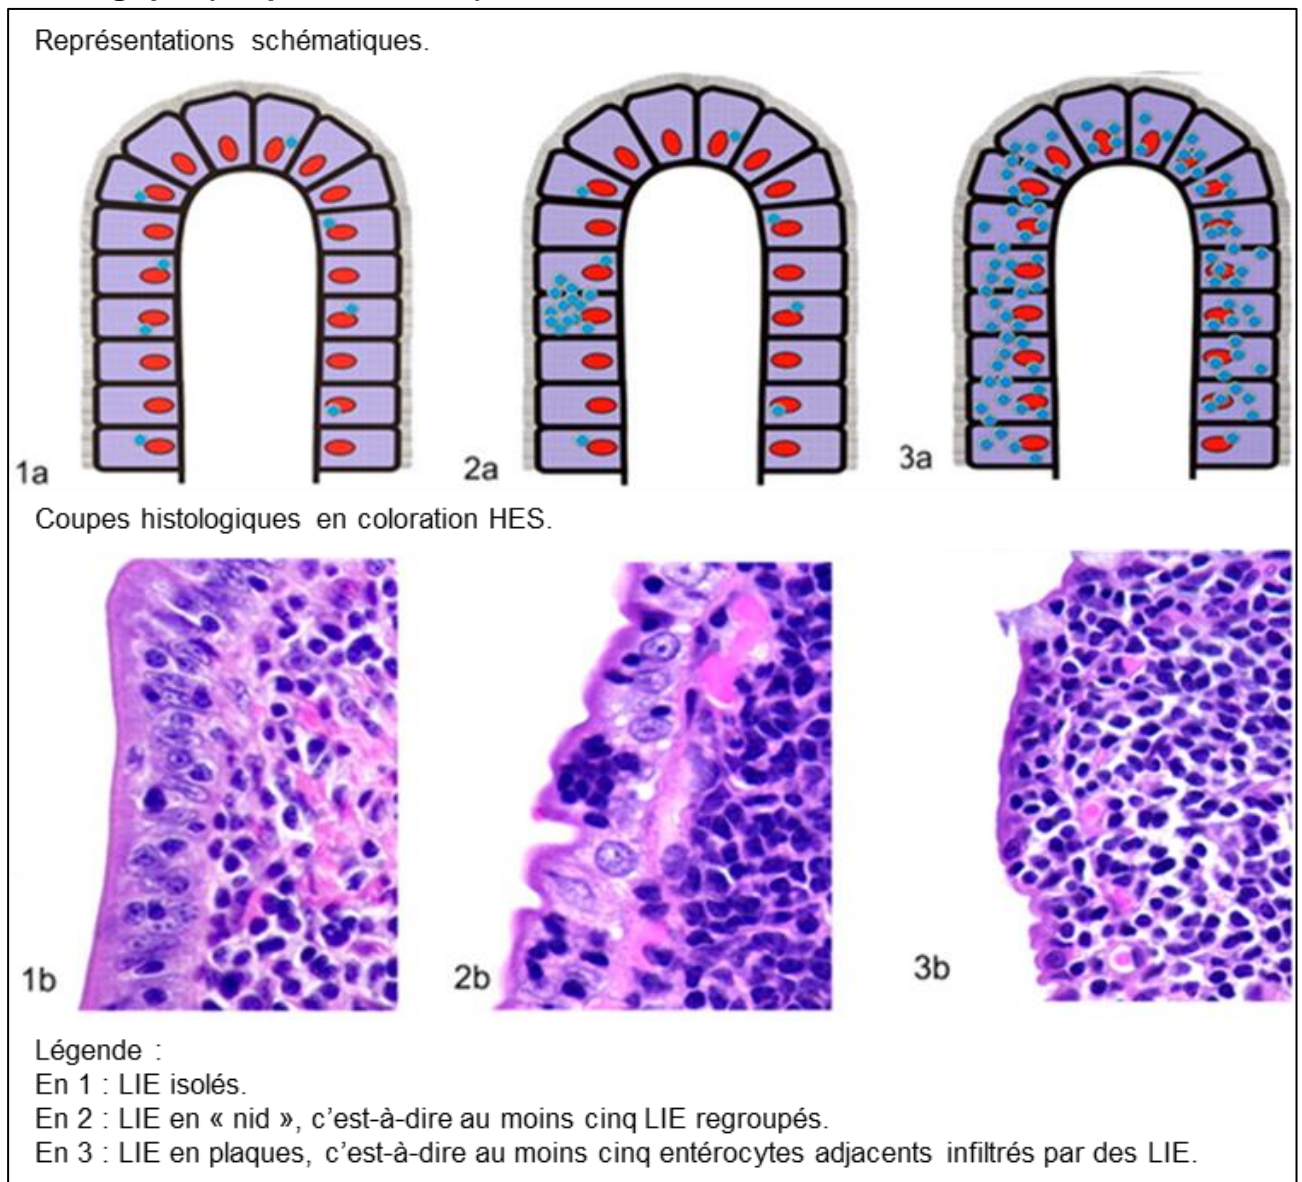 Représentations schématiques.
1a
2a
3a
Coupes histologiques en coloration HES.
1b
2b
3b
Légende :
En 1 : LIE isolés.
En 2 : LIE en « nid », c’est-à-dire au moins cinq LIE regroupés.
En 3 : LIE en plaques, c’est-à-dire au moins cinq entérocytes adjacents infiltrés par des LIE.